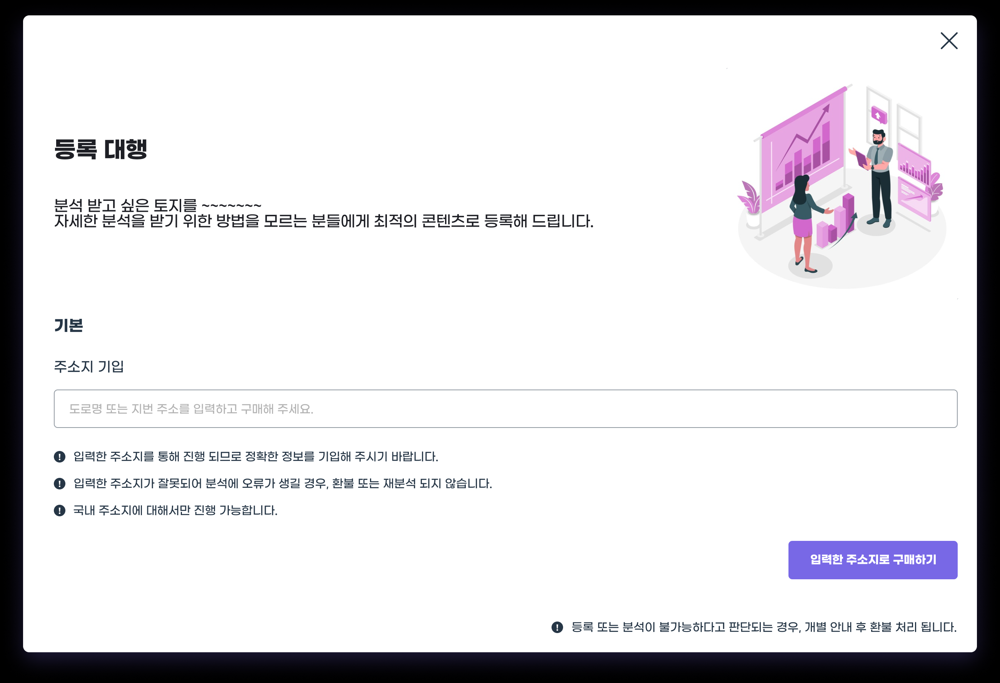 등록 대행
분석 받고 싶은 토지를 ~~~~~~~
자세한 분석을 받기 위한 방법을 모르는 분들에게 최적의 콘텐츠로 등록해 드립니다.
기본
주소지 기입
도로명 또는 지번 주소를 입력하고 구매해 주세요.
입력한 주소지를 통해 진행 되므로 정확한 정보를 기입해 주시기 바랍니다.
입력한 주소지가 잘못되어 분석에 오류가 생길 경우, 환불 또는 재분석 되지 않습니다.
국내 주소지에 대해서만 진행 가능합니다.
입력한 주소지로 구매하기
등록 또는 분석이 불가능하다고 판단되는 경우, 개별 안내 후 환불 처리 됩니다.